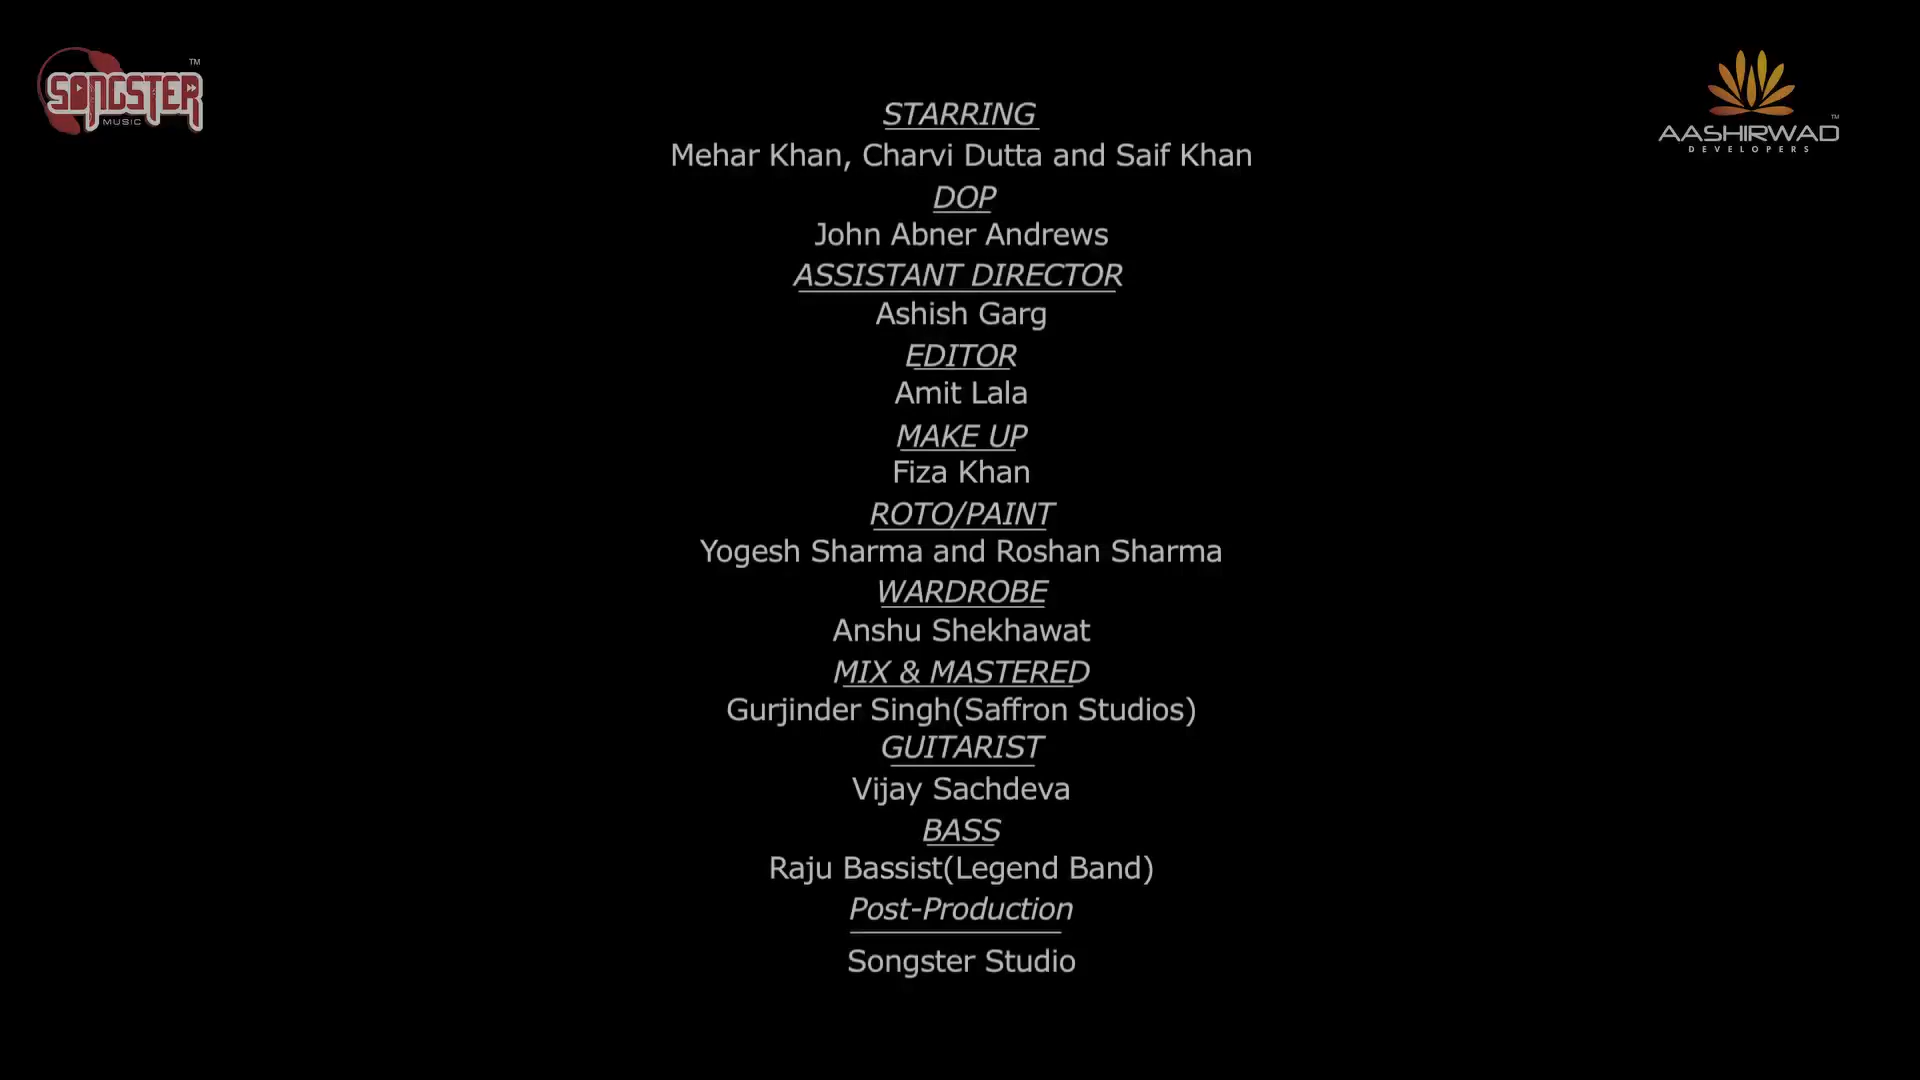 SONGSTER TM
MUSIC
AASHIRWAD TM
DEVELOPERS
STARRING
Mehar Khan, Charvi Dutta and Saif Khan
DOP
John Abner Andrews
ASSISTANT DIRECTOR
Ashish Garg
EDITOR
Amit Lala
MAKE UP
Fiza Khan
ROTO/PAINT
Yogesh Sharma and Roshan Sharma
WARDROBE
Anshu Shekhawat
MIX & MASTERED
Gurjinder Singh(Saffron Studios)
GUITARIST
Vijay Sachdeva
BASS
Raju Bassist(Legend Band)
Post-Production
Songster Studio